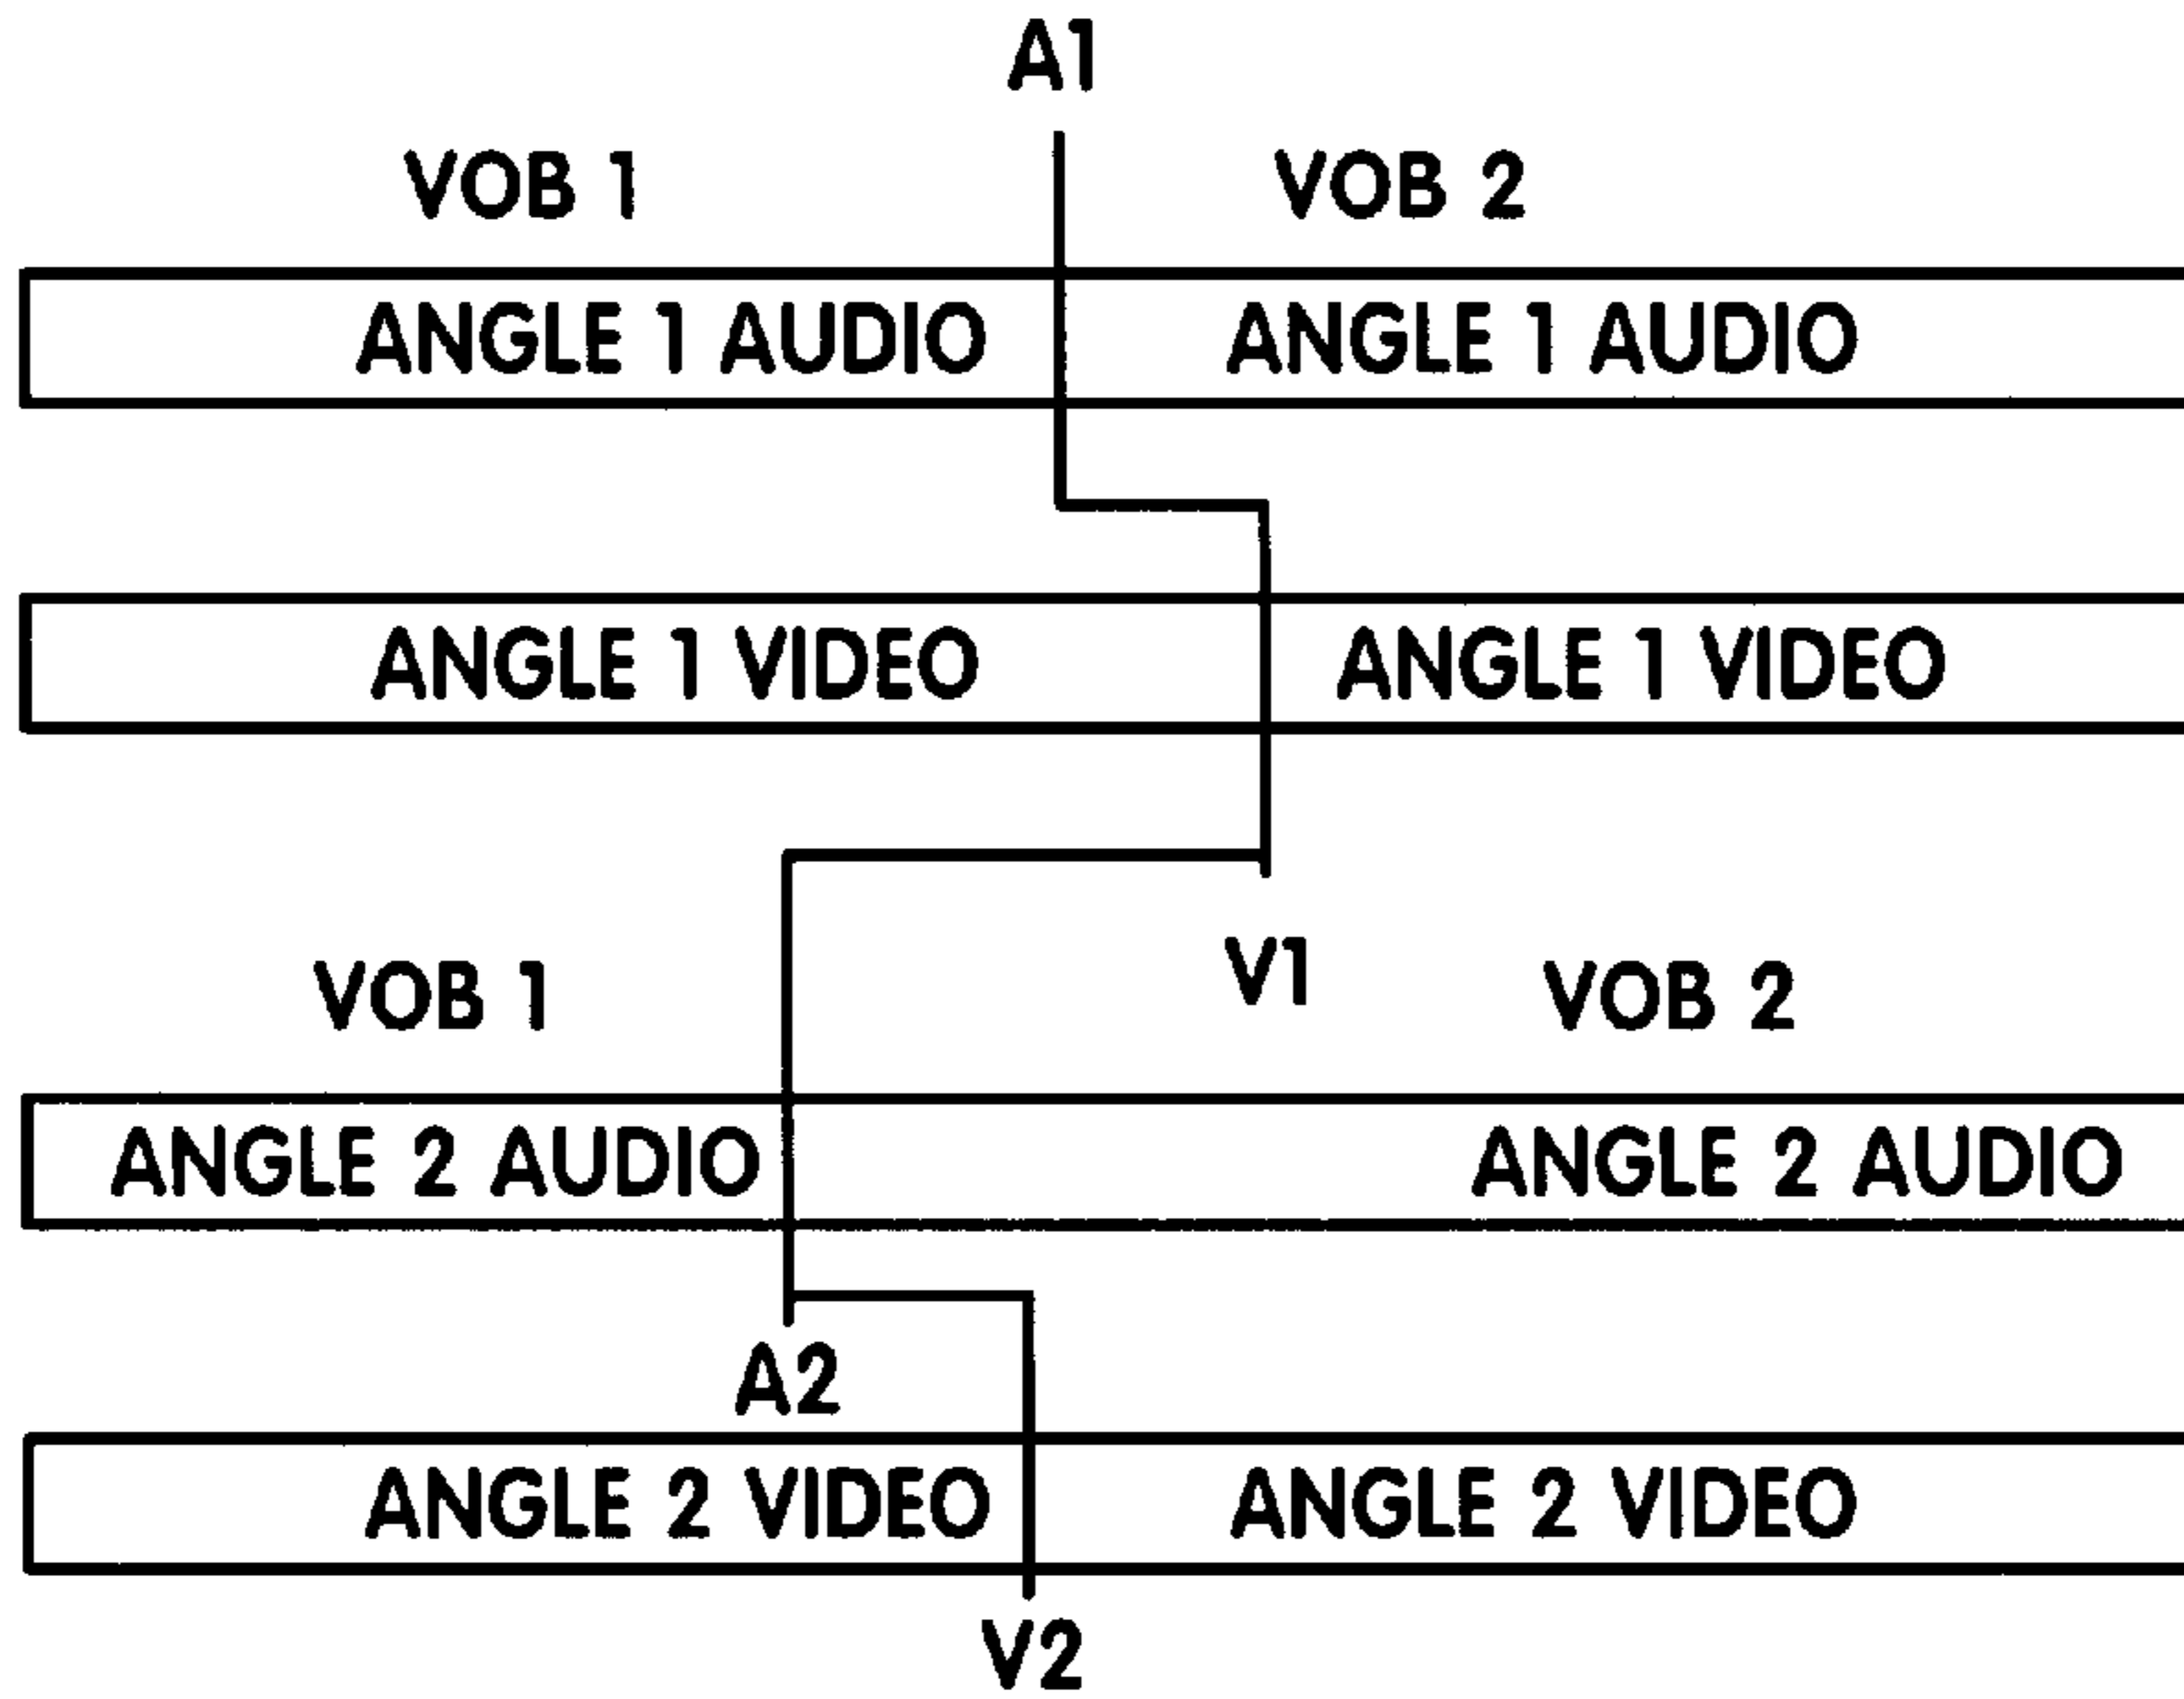 A1
VOB 1 VOB 2
ANGLE 1 AUDIO ANGLE 1 AUDIO
ANGLE 1 VIDEO ANGLE 1 VIDEO
V1
VOB 1 VOB 2
ANGLE 2 AUDIO ANGLE 2 AUDIO
A2
ANGLE 2 VIDEO ANGLE 2 VIDEO
V2